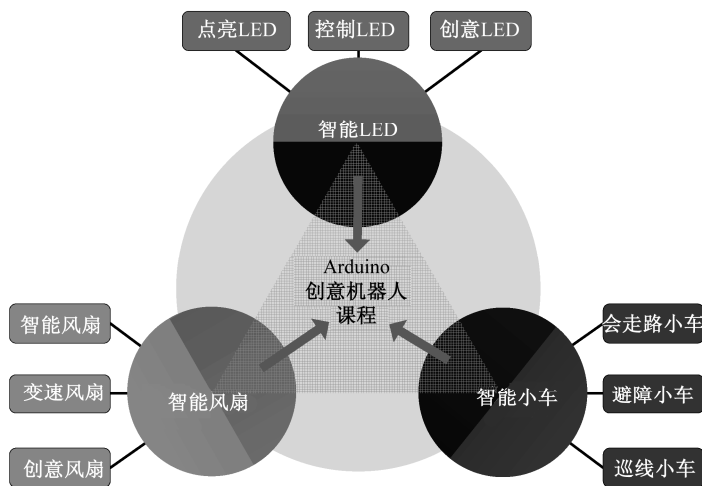 点亮LED
控制LED
创意LED
智能LED
Arduino
创意机器人
课程
智能风扇
变速风扇
创意风扇
智能风扇
智能小车
会走路小车
避障小车
巡线小车